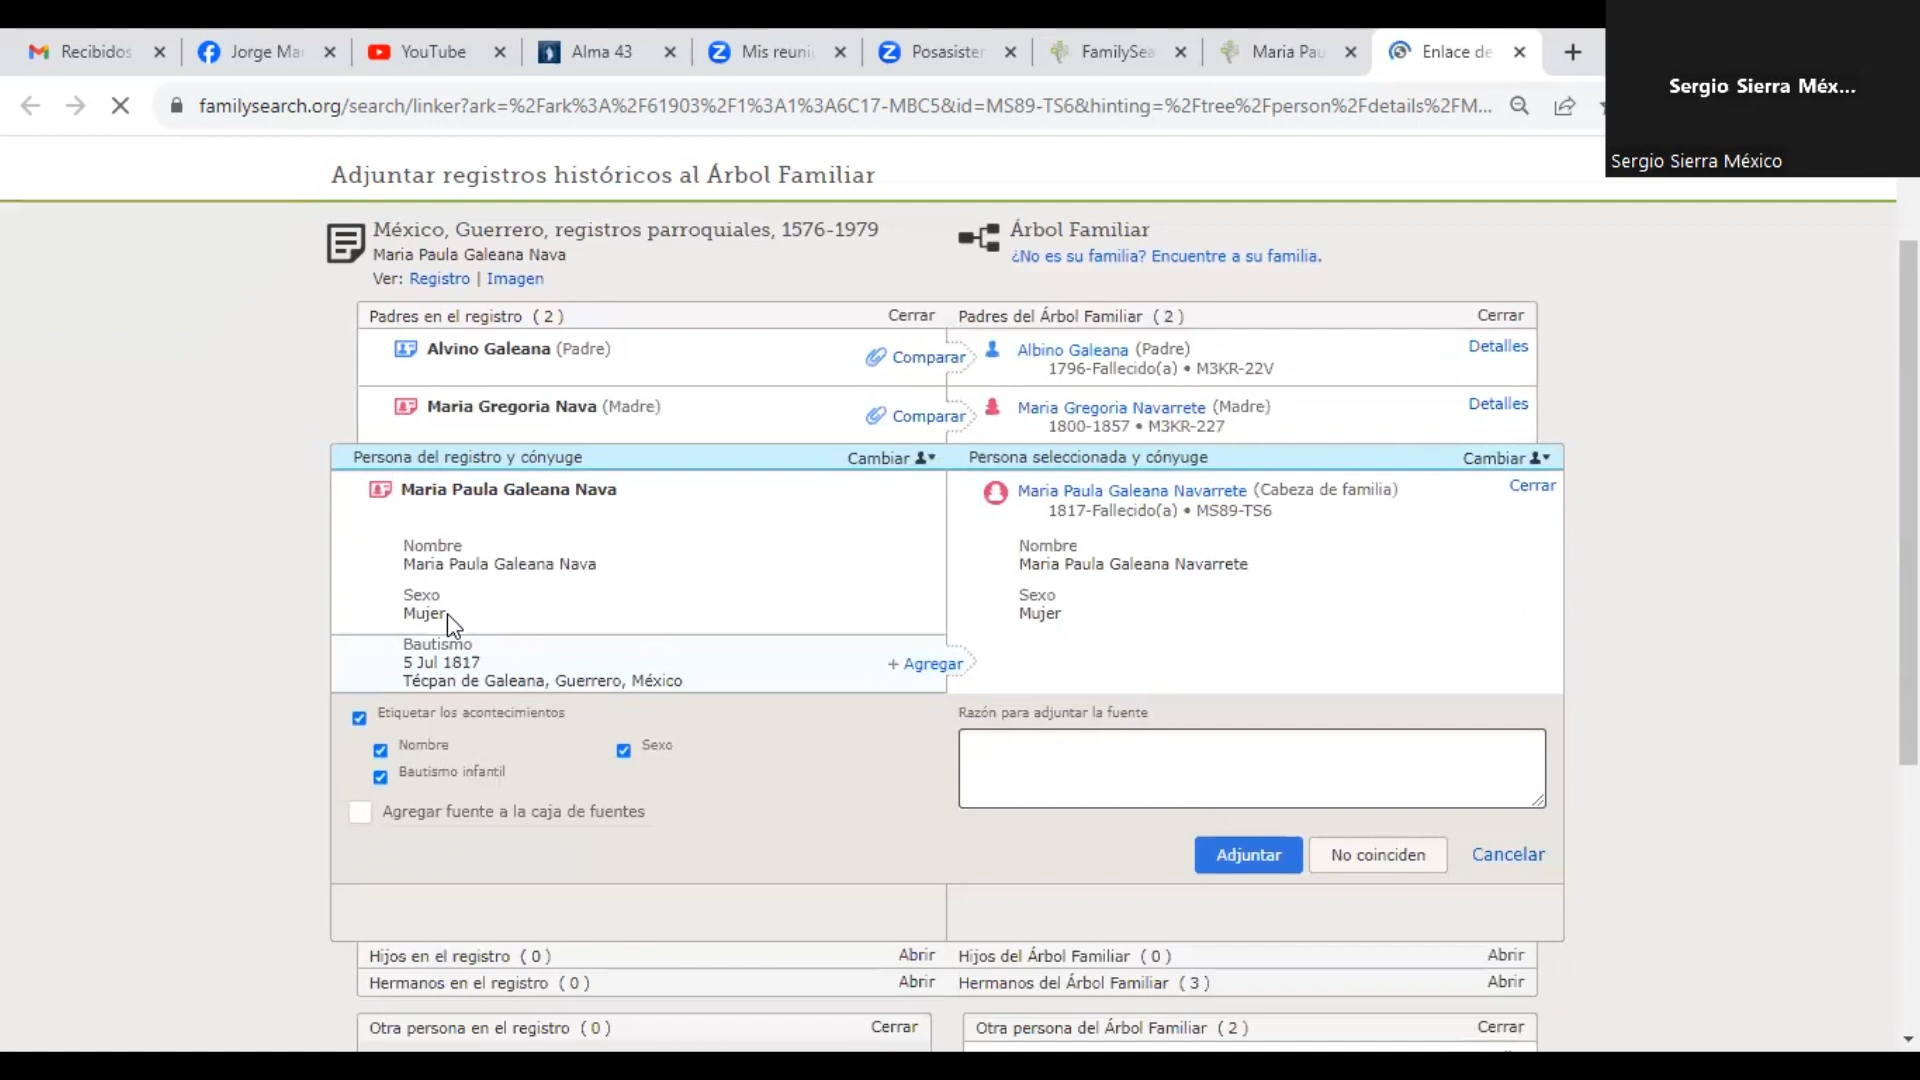 Recibidos
Jorge Ma
YouTube
Alma 43
Mis reuni
Posasister
FamilySea
Maria Pau
Enlace de
Sergio Sierra Méx...
familysearch.org/search/linker?ark=%2Fark%3A%2F61903%2F1%3A1%3A6C17-MBC5&id=MS89-TS6&hinting=%2Ftree%2Fperson%2Fdetails%2FM...
Sergio Sierra México
Adjuntar registros históricos al Árbol Familiar
México, Guerrero, registros parroquiales, 1576-1979
Maria Paula Galeana Nava
Ver: Registro | Imagen
Árbol Familiar
¿No es su familia? Encuentre a su familia.
Padres en el registro ( 2 ) Cerrar
Padres del Árbol Familiar ( 2 ) Cerrar
Alvino Galeana (Padre)
Comparar
Albino Galeana (Padre)
Detalles
1796-Fallecido(a) • M3KR-22V
Maria Gregoria Nava (Madre)
Comparar
Maria Gregoria Navarrete (Madre)
Detalles
1800-1857 • M3KR-227
Persona del registro y cónyuge Cambiar
Persona seleccionada y cónyuge Cambiar
Maria Paula Galeana Nava
Maria Paula Galeana Navarrete (Cabeza de familia)
Cerrar
1817-Fallecido(a) • MS89-TS6
Nombre
Maria Paula Galeana Nava
Nombre
Maria Paula Galeana Navarrete
Sexo
Mujer
Sexo
Mujer
Bautismo
5 Jul 1817
Técpan de Galeana, Guerrero, México
+ Agregar
Etiquetar los acontecimientos
Nombre
Sexo
Bautismo infantil
Agregar fuente a la caja de fuentes
Razón para adjuntar la fuente
Adjuntar
No coinciden
Cancelar
Hijos en el registro ( 0 ) Abrir
Hijos del Árbol Familiar ( 0 ) Abrir
Hermanos en el registro ( 0 ) Abrir
Hermanos del Árbol Familiar ( 3 ) Abrir
Otra persona en el registro ( 0 ) Cerrar
Otra persona del Árbol Familiar ( 2 ) Cerrar